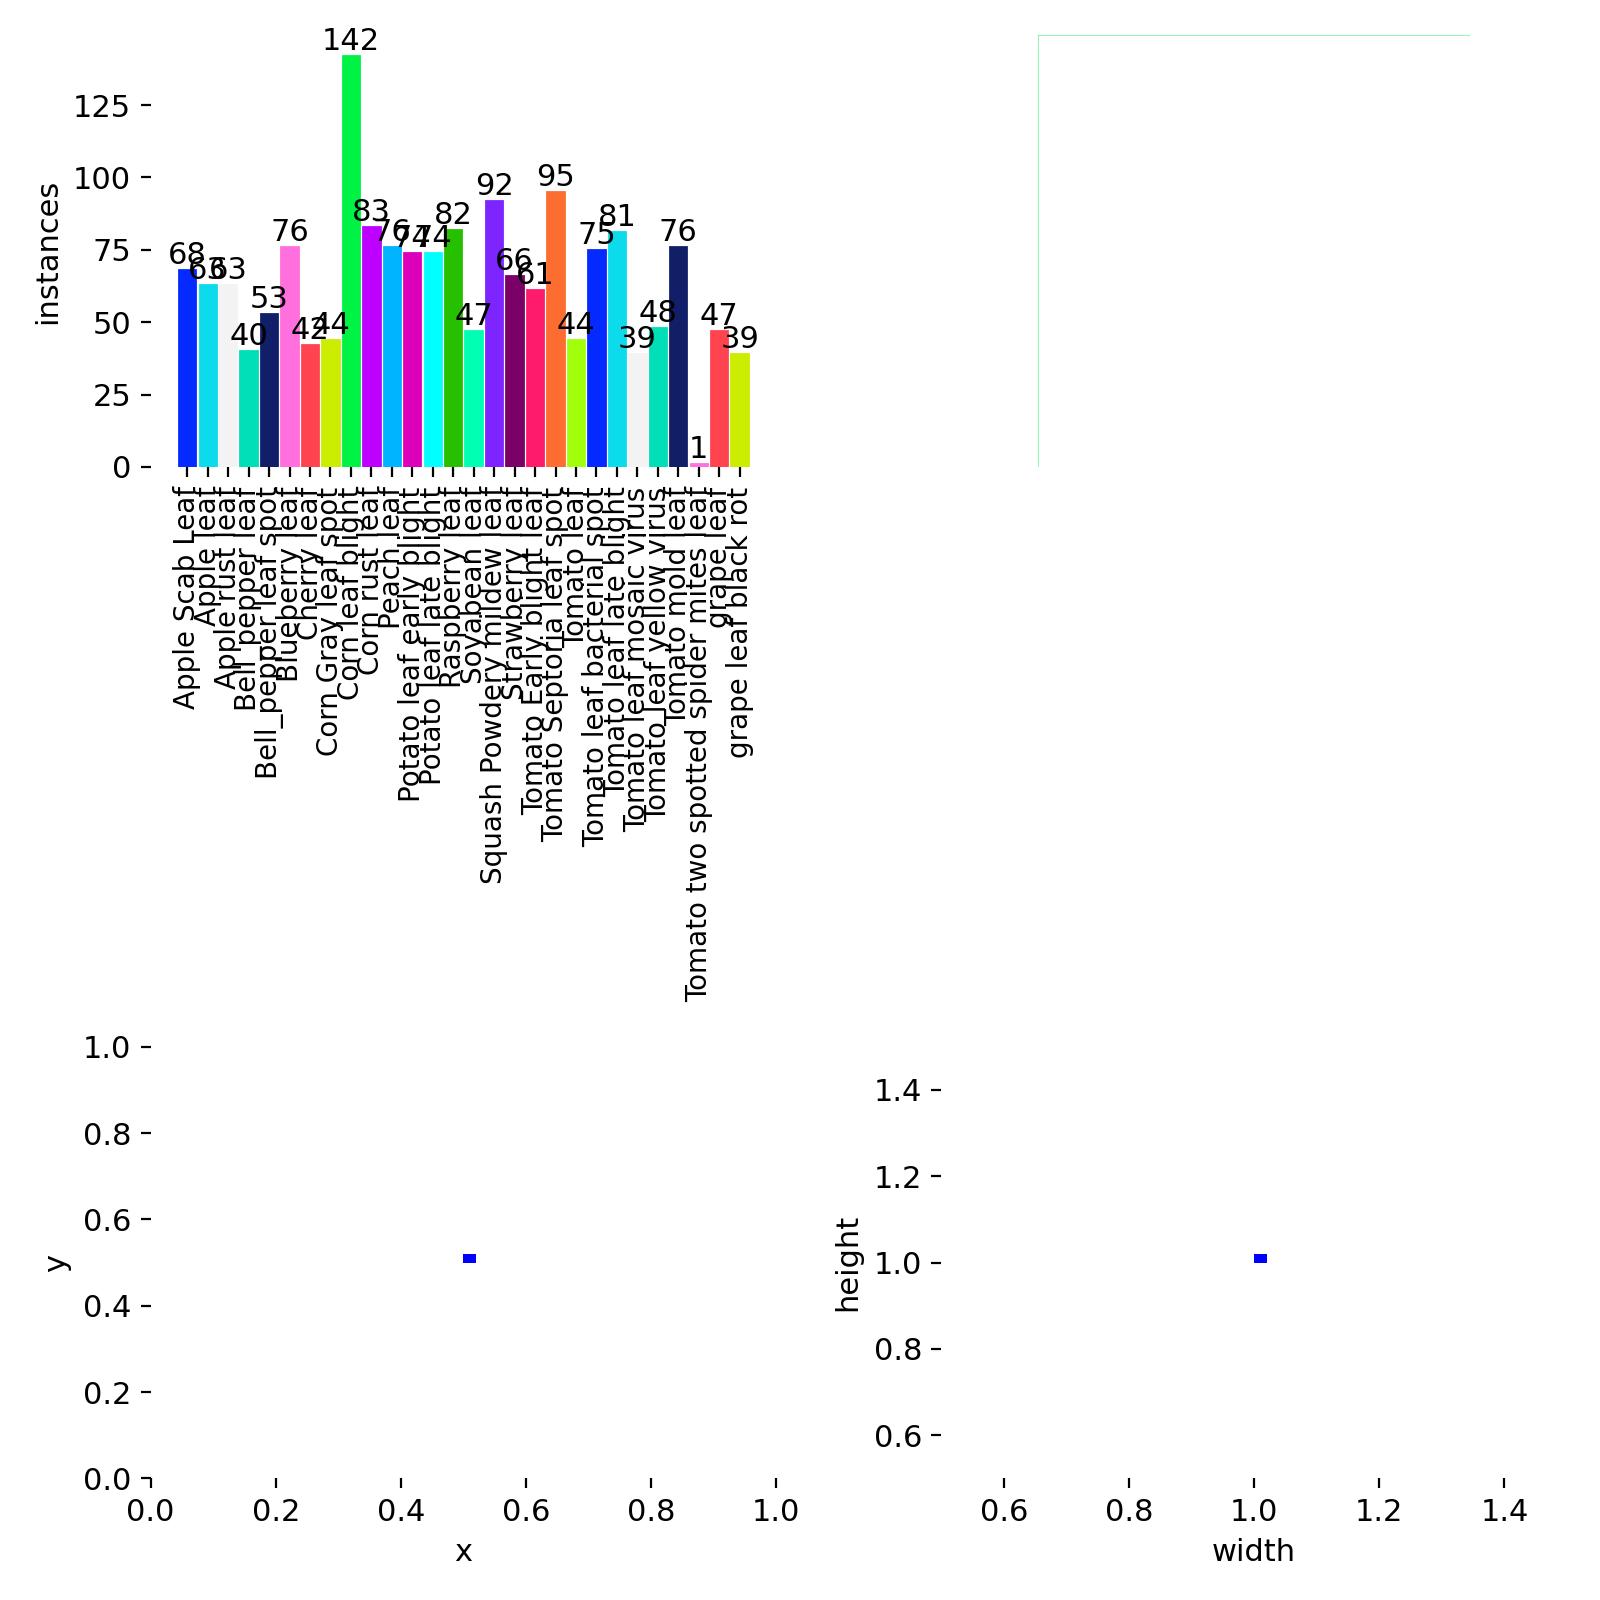 142
125
100
75
50
25
0
instances
68
63
63
40
53
76
42
44
83
76
74
74
82
47
92
66
61
95
44
75
81
39
48
76
1
47
39
Apple Scab Leaf
Apple leaf
Apple rust leaf
Bell_pepper leaf
Bell_pepper leaf spot
Blueberry leaf
Cherry leaf
Corn Gray leaf spot
Corn leaf blight
Corn rust leaf
Peach leaf
Potato leaf early blight
Potato leaf late blight
Raspberry leaf
Soyabean leaf
Squash Powdery mildew leaf
Strawberry leaf
Tomato Early blight leaf
Tomato Septoria leaf spot
Tomato leaf
Tomato leaf bacterial spot
Tomato leaf late blight
Tomato leaf mosaic virus
Tomato leaf yellow virus
Tomato mold leaf
Tomato two spotted spider mites leaf
grape leaf
grape leaf black rot
1.0
0.8
0.6
0.4
0.2
0.0
y
0.0 0.2 0.4 0.6 0.8 1.0
x
1.4
1.2
1.0
0.8
0.6
height
0.6 0.8 1.0 1.2 1.4
width